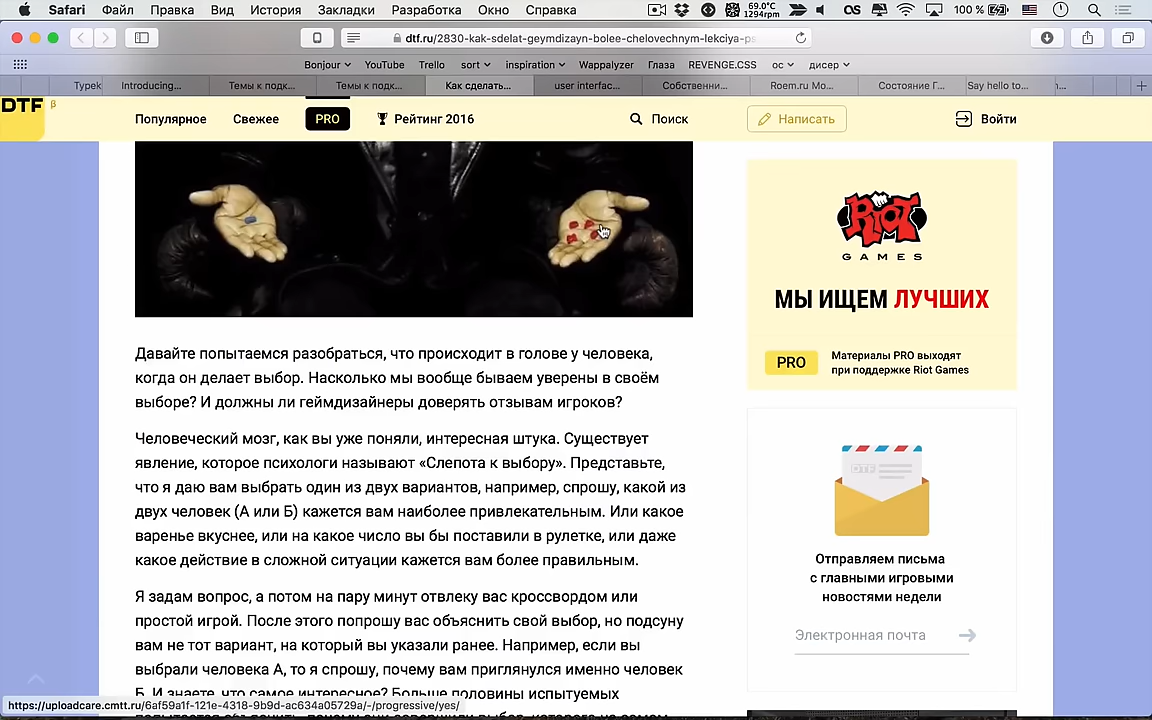 Safari Файл Правка Вид История Закладки Разработка Окно Справка 69.0°C 1294rpm 100 %
dtf.ru/2830-kak-sdelat-geymdizayn-bolee-chelovechnym-lekciya-ps
Bonjour YouTube Trello sort inspiration Wappalyzer Глаза REVENGE.CSS ос дисер
Typek Introducing... Темы к подк... Темы к подк... Как сделать... user interfac... Собственни... Roem.ru Mo... Состояние Г... Say hello to...
DTF β Популярное Свежее PRO Рейтинг 2016 Поиск Написать Войти
RIOT
GAMES
МЫ ИЩЕМ ЛУЧШИХ
PRO Материалы PRO выходят
при поддержке Riot Games
Давайте попытаемся разобраться, что происходит в голове у человека,
когда он делает выбор. Насколько мы вообще бываем уверены в своём
выборе? И должны ли геймдизайнеры доверять отзывам игроков?
Человеческий мозг, как вы уже поняли, интересная штука. Существует
явление, которое психологи называют «Слепота к выбору». Представьте,
что я даю вам выбрать один из двух вариантов, например, спрошу, какой из
двух человек (А или Б) кажется вам наиболее привлекательным. Или какое
варенье вкуснее, или на какое число вы бы поставили в рулетке, или даже
какое действие в сложной ситуации кажется вам более правильным.
Я задам вопрос, а потом на пару минут отвлеку вас кроссвордом или
простой игрой. После этого попрошу вас объяснить свой выбор, но подсуну
вам не тот вариант, на который вы указали ранее. Например, если вы
выбрали человека А, то я спрошу, почему вам приглянулся именно человек
Б. И знаете, что самое интересное? Больше половины испытуемых
DTF
Отправляем письма
с главными игровыми
новостями недели
Электронная почта
https://uploadcare.cmtt.ru/6af59a1f-121e-4318-9b9d-ac634a05729a/-/progressive/yes/